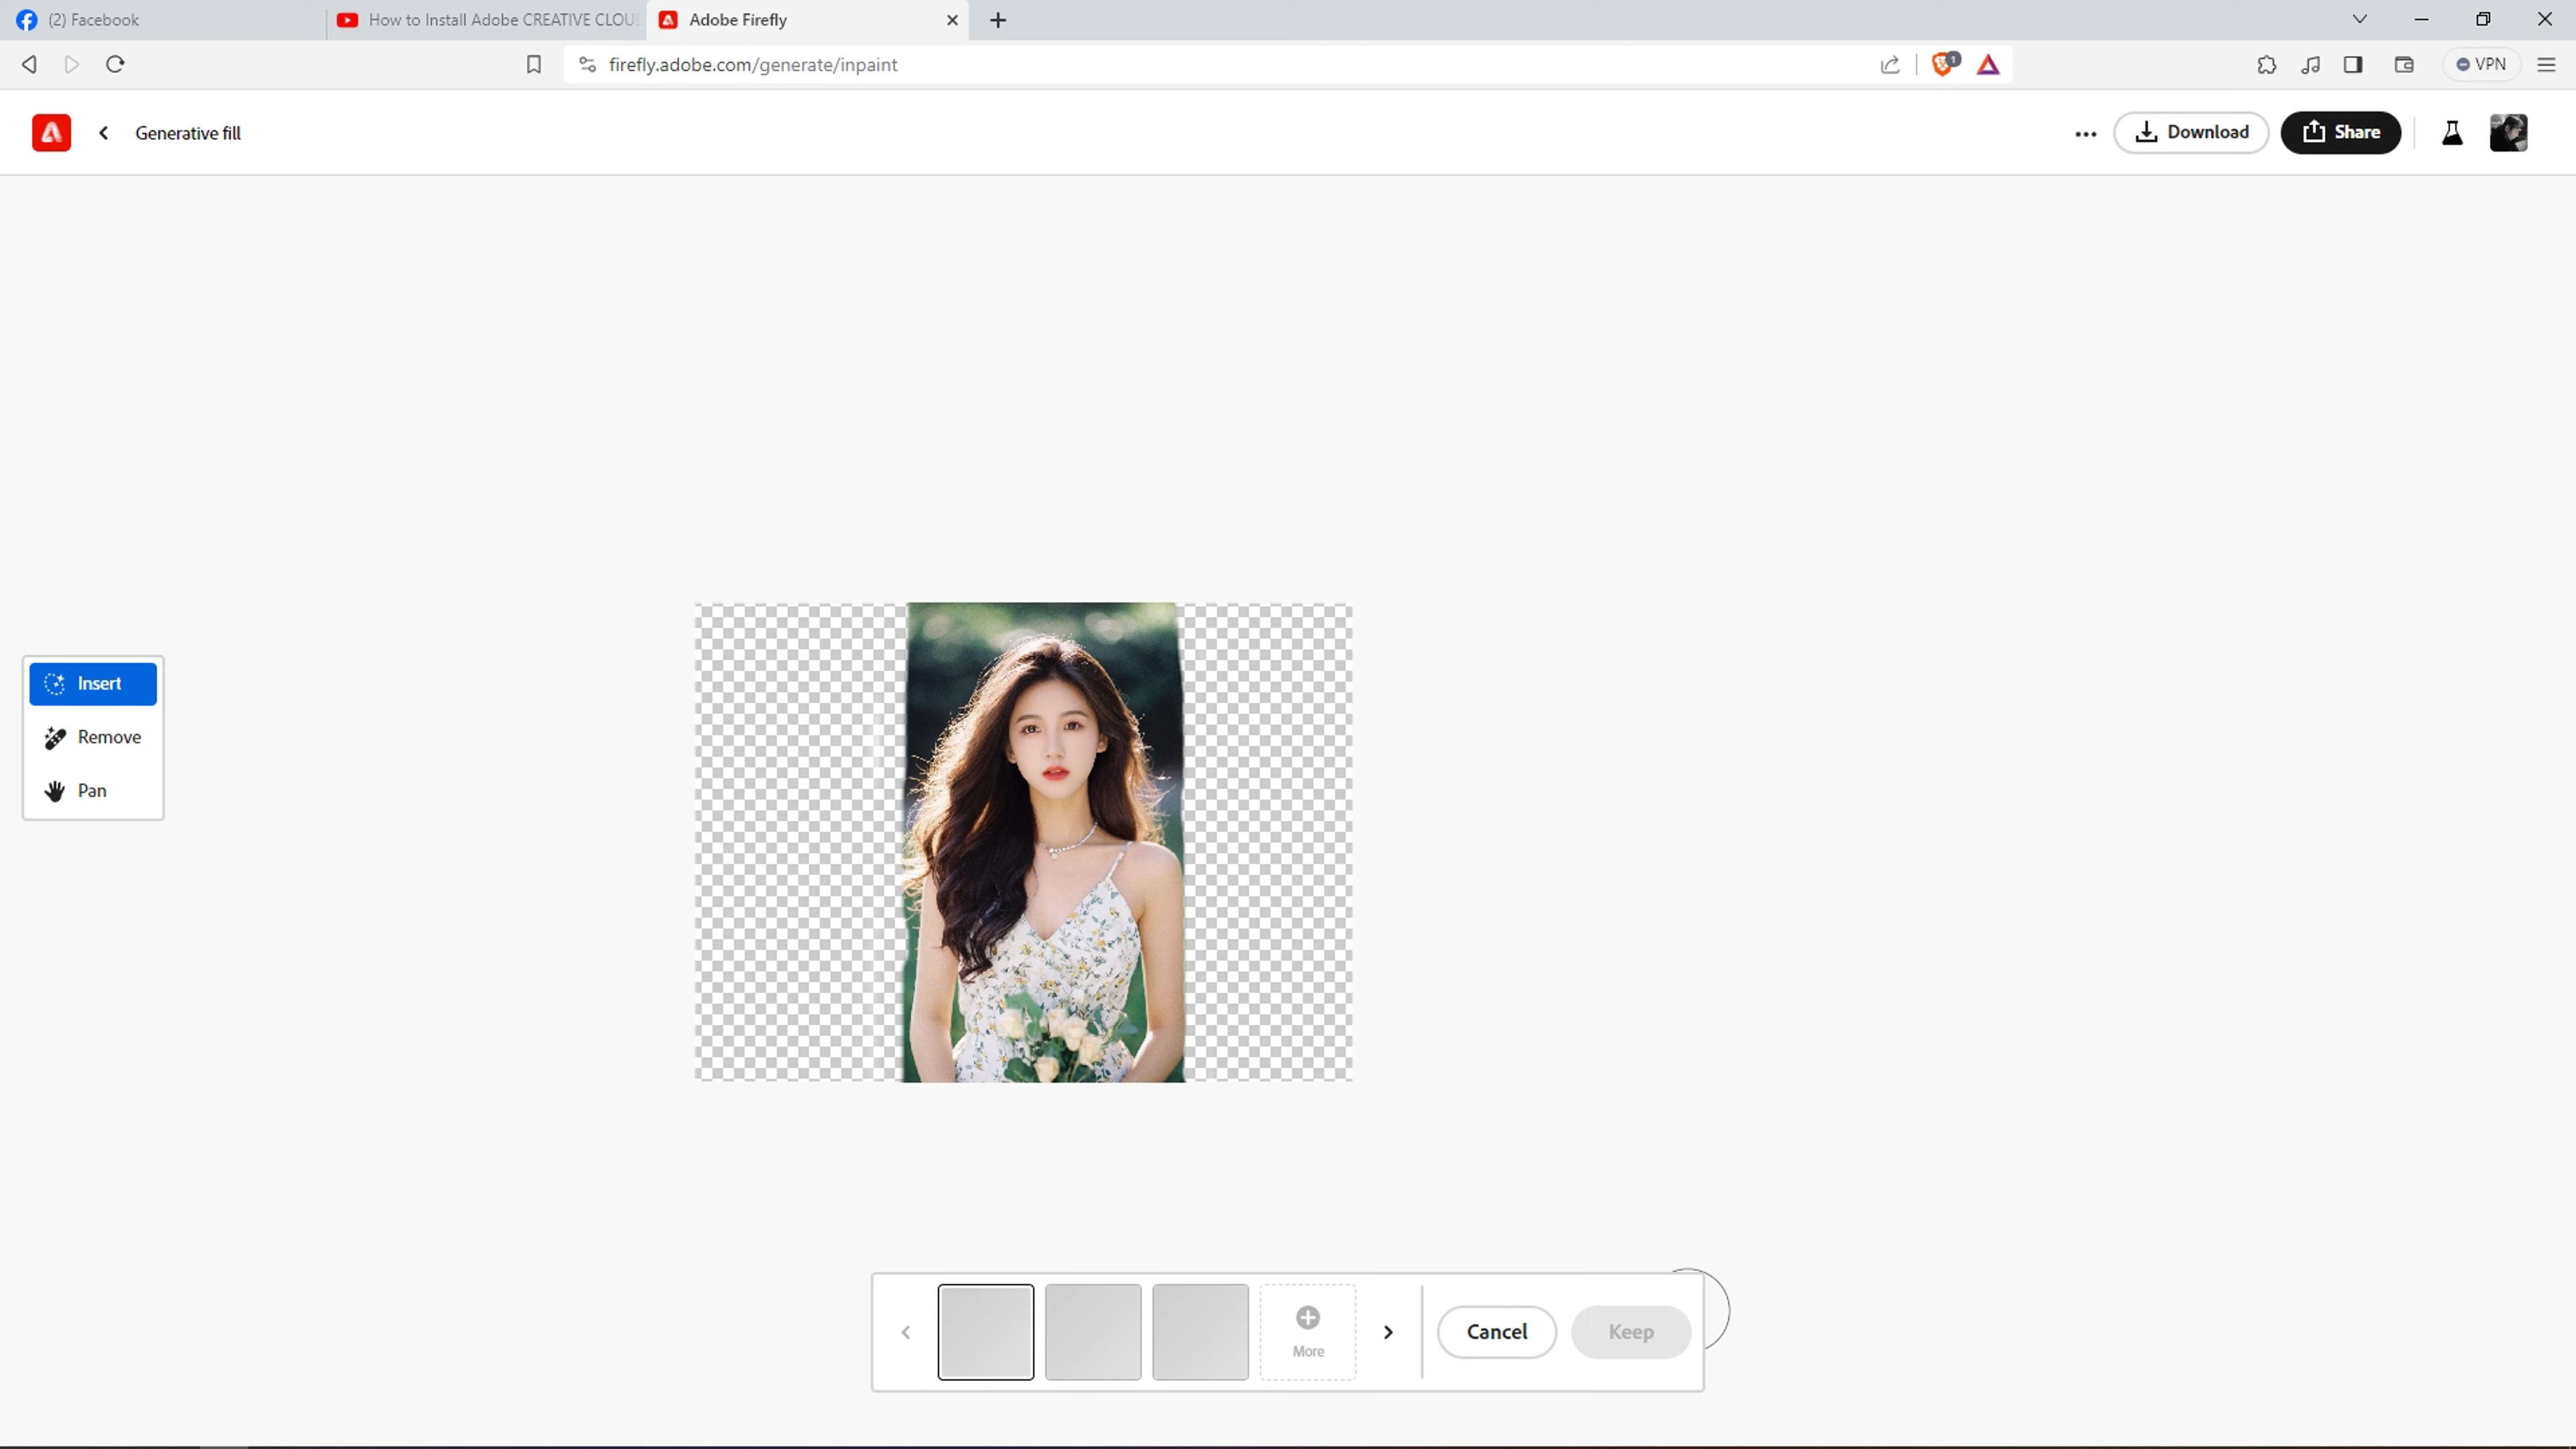 (2) Facebook
How to Install Adobe CREATIVE CLOU
Adobe Firefly
firefly.adobe.com/generate/inpaint
1
VPN
Generative fill
Download
Share
Insert
Remove
Pan
More
Cancel
Keep